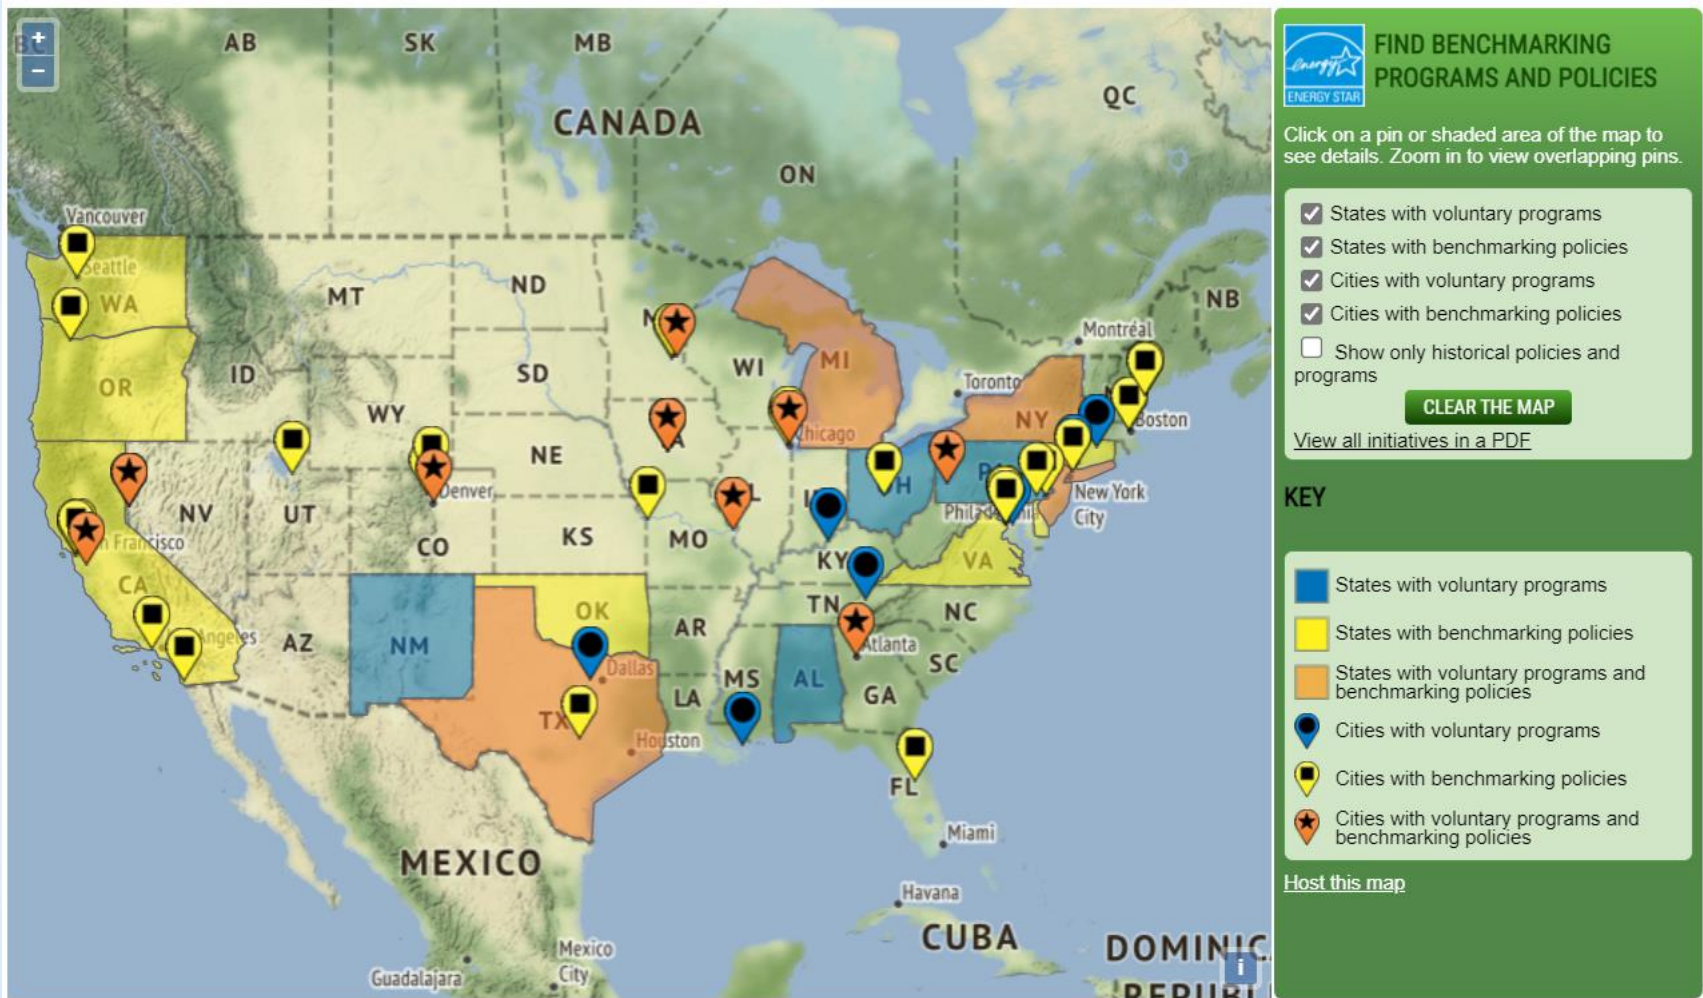 +
−
BC
AB
SK
MB
CANADA
QC
ON
Vancouver
Seattle
WA
MT
ND
NB
Montréal
OR
ID
SD
WI
MI
Toronto
WY
NY
Boston
Chicago
NE
Denver
New York
City
NV
UT
San Francisco
CO
KS
MO
KY
VA
CA
OK
TN
NC
AR
Atlanta
AZ
NM
Dallas
MS
AL
SC
LA
GA
TX
Houston
FL
Miami
MEXICO
Havana
CUBA
DOMINIC
Mexico
City
Guadalajara
i
energy
ENERGY STAR
FIND BENCHMARKING
PROGRAMS AND POLICIES
Click on a pin or shaded area of the map to
see details. Zoom in to view overlapping pins.
States with voluntary programs
States with benchmarking policies
Cities with voluntary programs
Cities with benchmarking policies
Show only historical policies and
programs
CLEAR THE MAP
View all initiatives in a PDF
KEY
States with voluntary programs
States with benchmarking policies
States with voluntary programs and
benchmarking policies
Cities with voluntary programs
Cities with benchmarking policies
Cities with voluntary programs and
benchmarking policies
Host this map